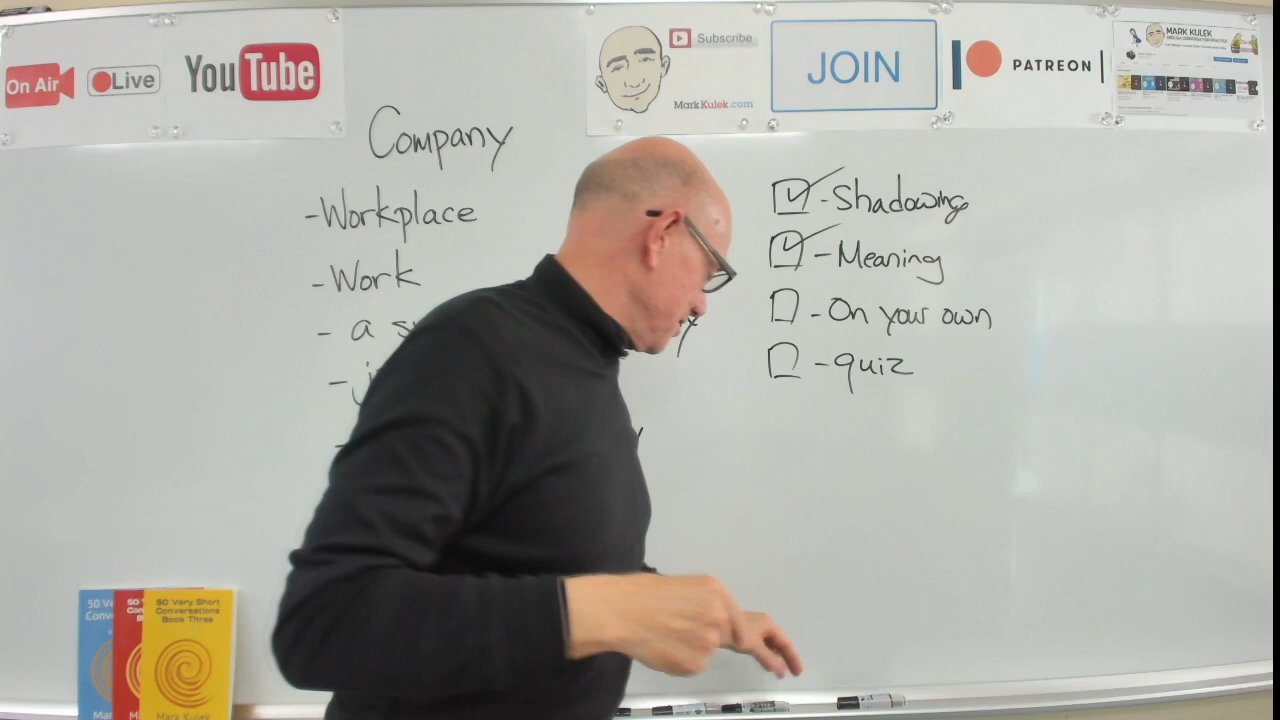 On Air
Live
YouTube
Subscribe
MarkKulek.com
JOIN
PATREON
MARK KULEK
Company
-Workplace
-Work
- a
-
-Shadowing
-Meaning
-On your own
-quiz
50 Very Short
Conversations
Book Three
Mark Kulek